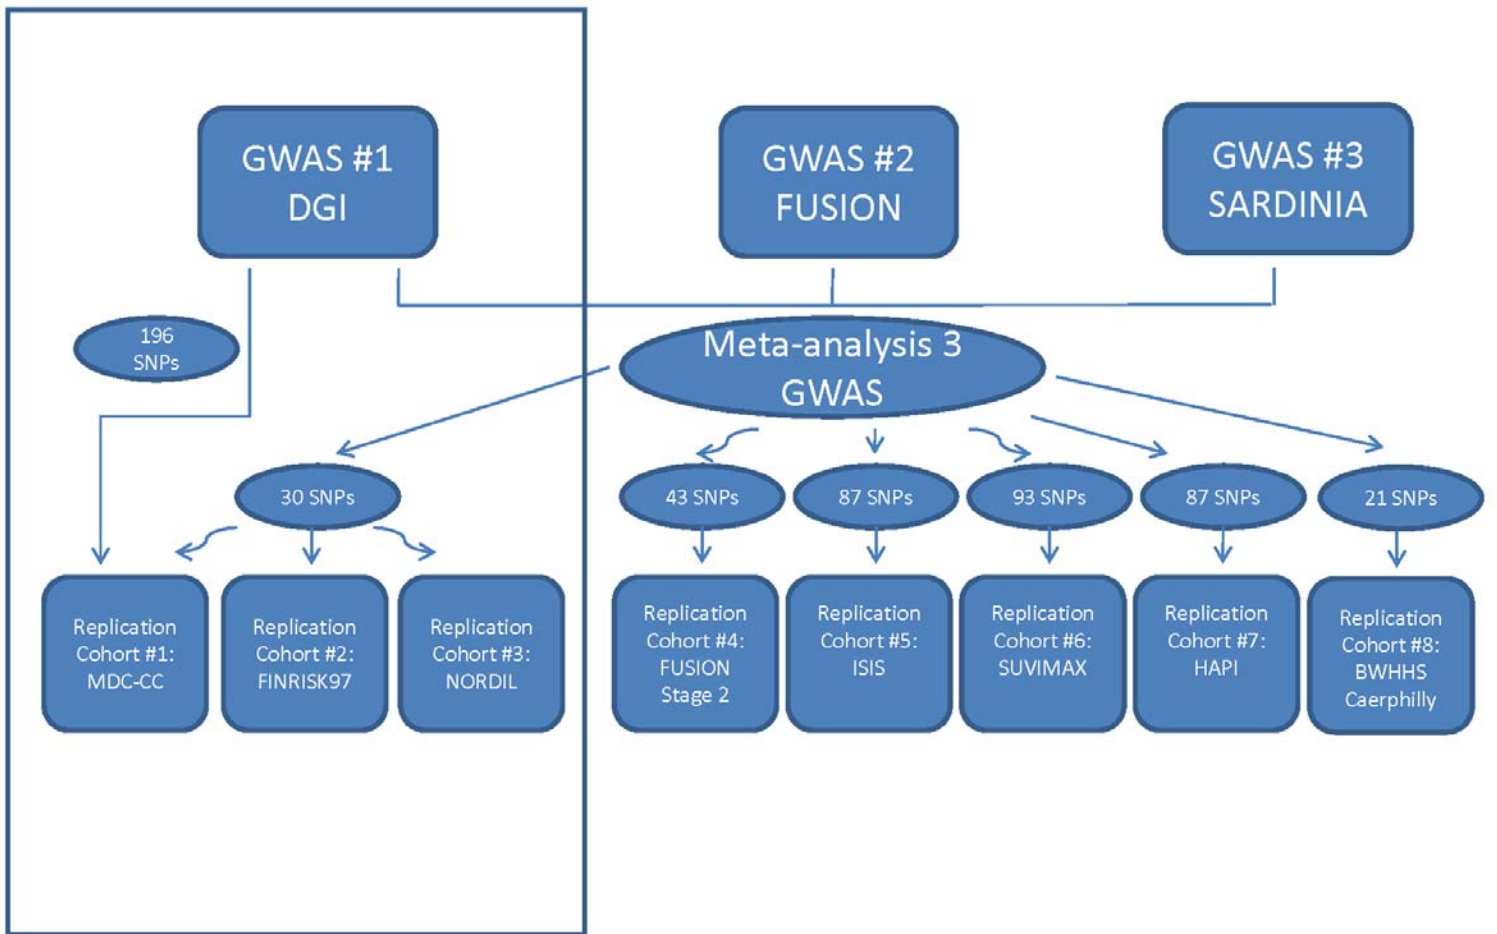 GWAS #1
DGI
GWAS #2
FUSION
GWAS #3
SARDINIA
196
SNPs
Meta-analysis 3
GWAS
30 SNPs
43 SNPs
87 SNPs
93 SNPs
87 SNPs
21 SNPs
Replication
Cohort #1:
MDC-CC
Replication
Cohort #2:
FINRISK97
Replication
Cohort #3:
NORDIL
Replication
Cohort #4:
FUSION
Stage 2
Replication
Cohort #5:
ISIS
Replication
Cohort #6:
SUVIMAX
Replication
Cohort #7:
HAPI
Replication
Cohort #8:
BWHHS
Caerphilly